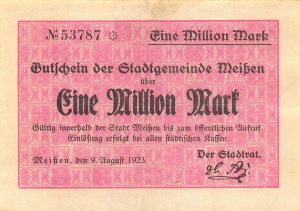 № 53787 ※ Eine Million Mark
Gutschein der Stadtgemeinde Meißen
über
Eine Million Mark
Gültig innerhalb der Stadt Meißen bis zum öffentlichen Aufruf.
Einlösung erfolgt bei allen städtischen Kassen
Meißen, den 9. August 1923.
Der Stadtrat.